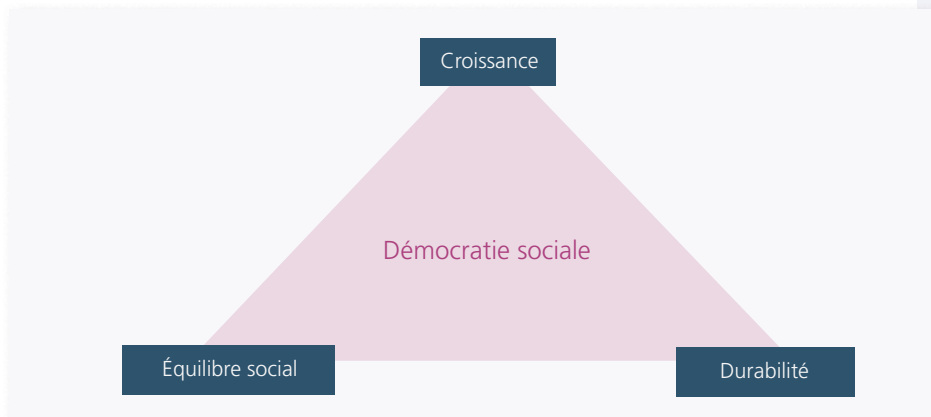 Croissance
Démocratie sociale
Équilibre social
Durabilité